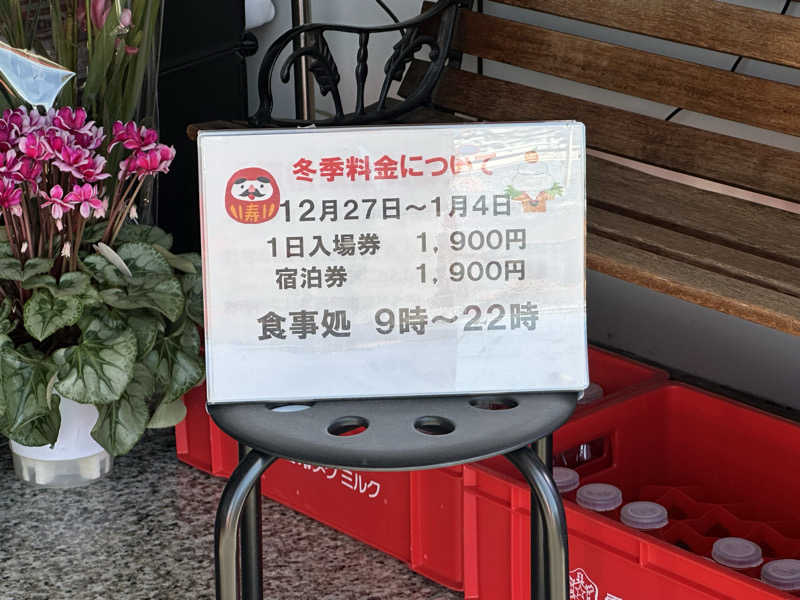 冬季料金について
寿
12月27日～1月4日
1日入場券 1,900円
宿泊券 1,900円
食事処 9時～22時
ミルク